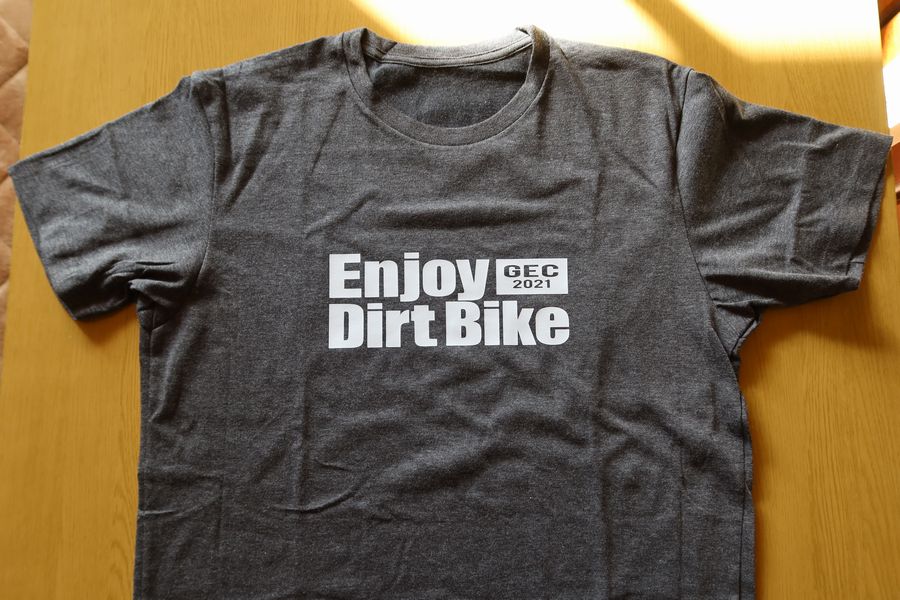 Enjoy GEC
2021
Dirt Bike